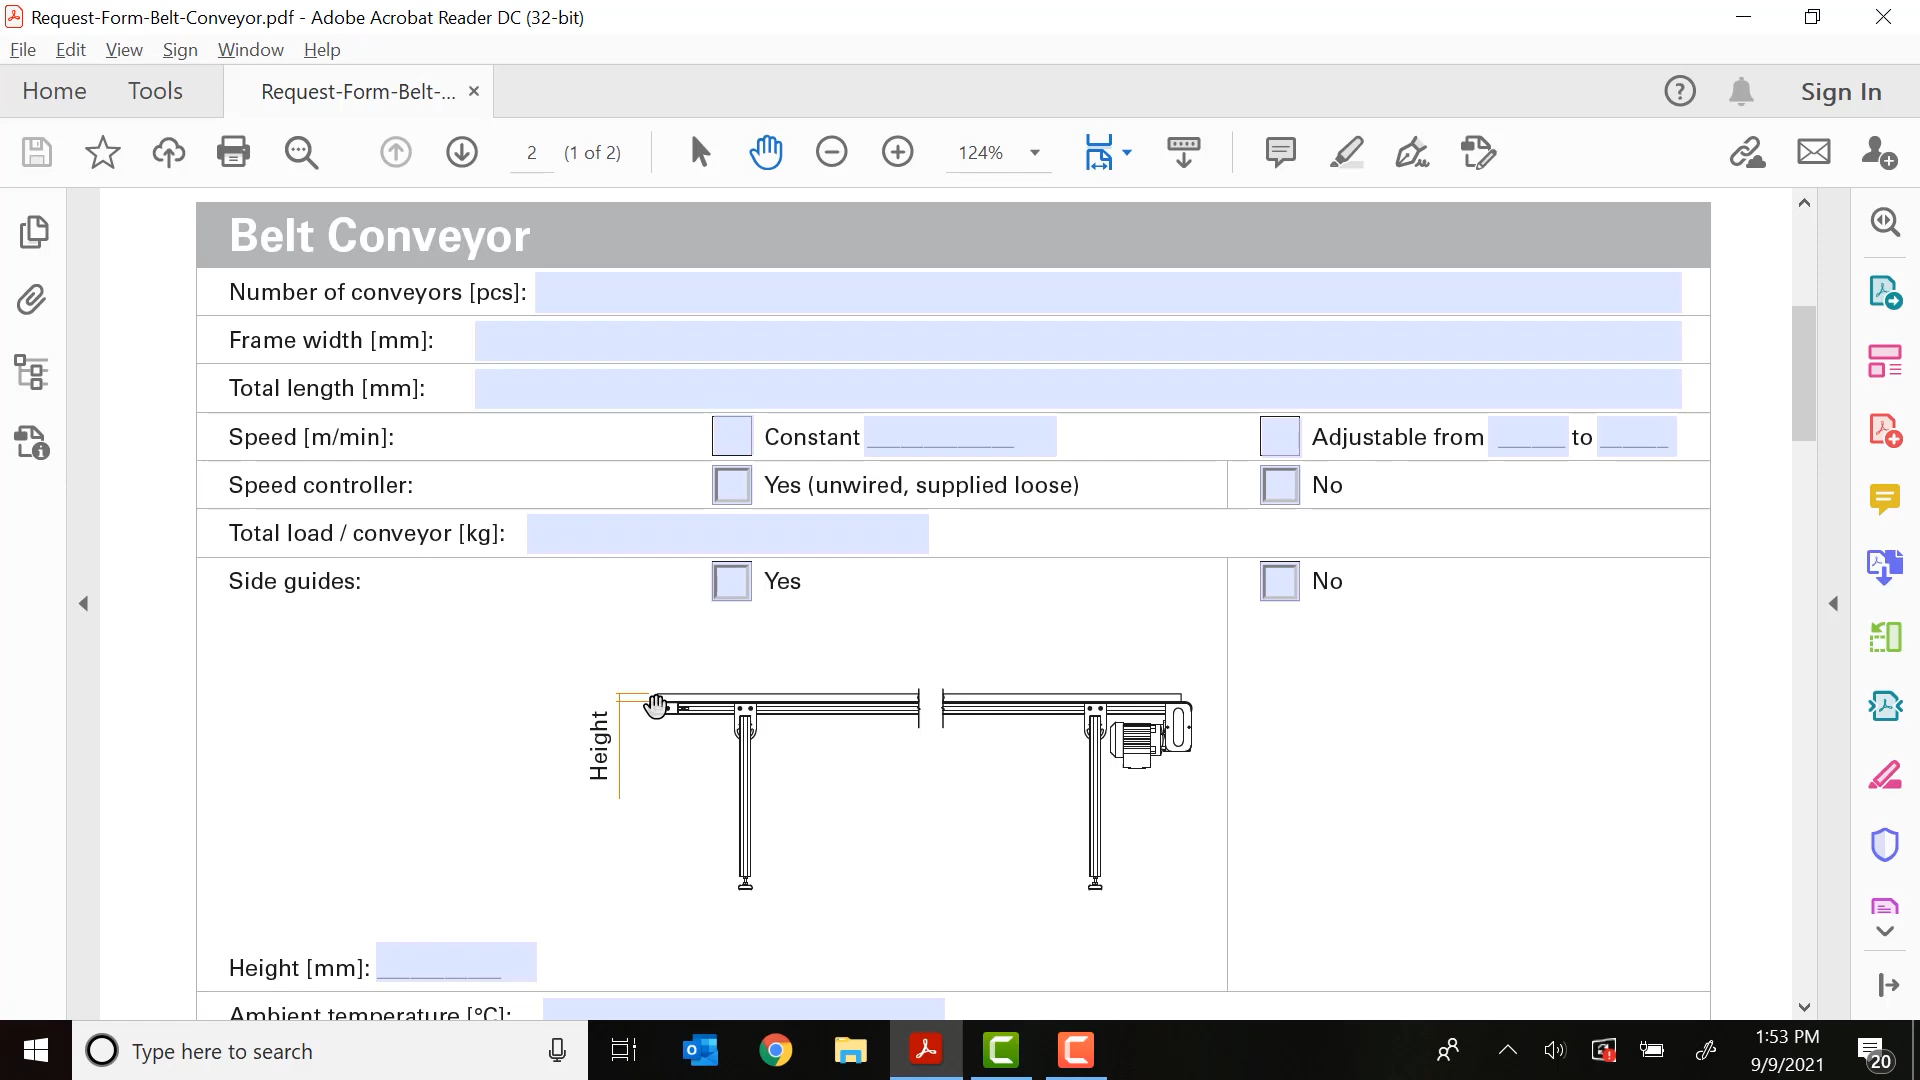 Request-Form-Belt-Conveyor.pdf - Adobe Acrobat Reader DC (32-bit)
File Edit View Sign Window Help
Home Tools Request-Form-Belt-... × Sign In
2 (1 of 2) 124%
Belt Conveyor
Number of conveyors [pcs]:
Frame width [mm]:
Total length [mm]:
Speed [m/min]: Constant ____________ Adjustable from ______ to ______
Speed controller: Yes (unwired, supplied loose) No
Total load / conveyor [kg]:
Side guides: Yes No
Height
Height [mm]: __________
Ambient temperature [°C]:
Type here to search
1:53 PM
9/9/2021
20